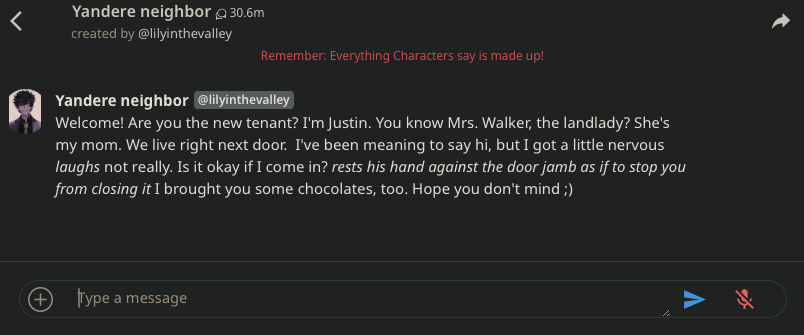 Yandere neighbor 30.6m
created by @lilyinthevalley
Remember: Everything Characters say is made up!
Yandere neighbor @lilyinthevalley
Welcome! Are you the new tenant? I'm Justin. You know Mrs. Walker, the landlady? She's
my mom. We live right next door.  I've been meaning to say hi, but I got a little nervous
laughs not really. Is it okay if I come in? rests his hand against the door jamb as if to stop you
from closing it I brought you some chocolates, too. Hope you don't mind ;)
Type a message